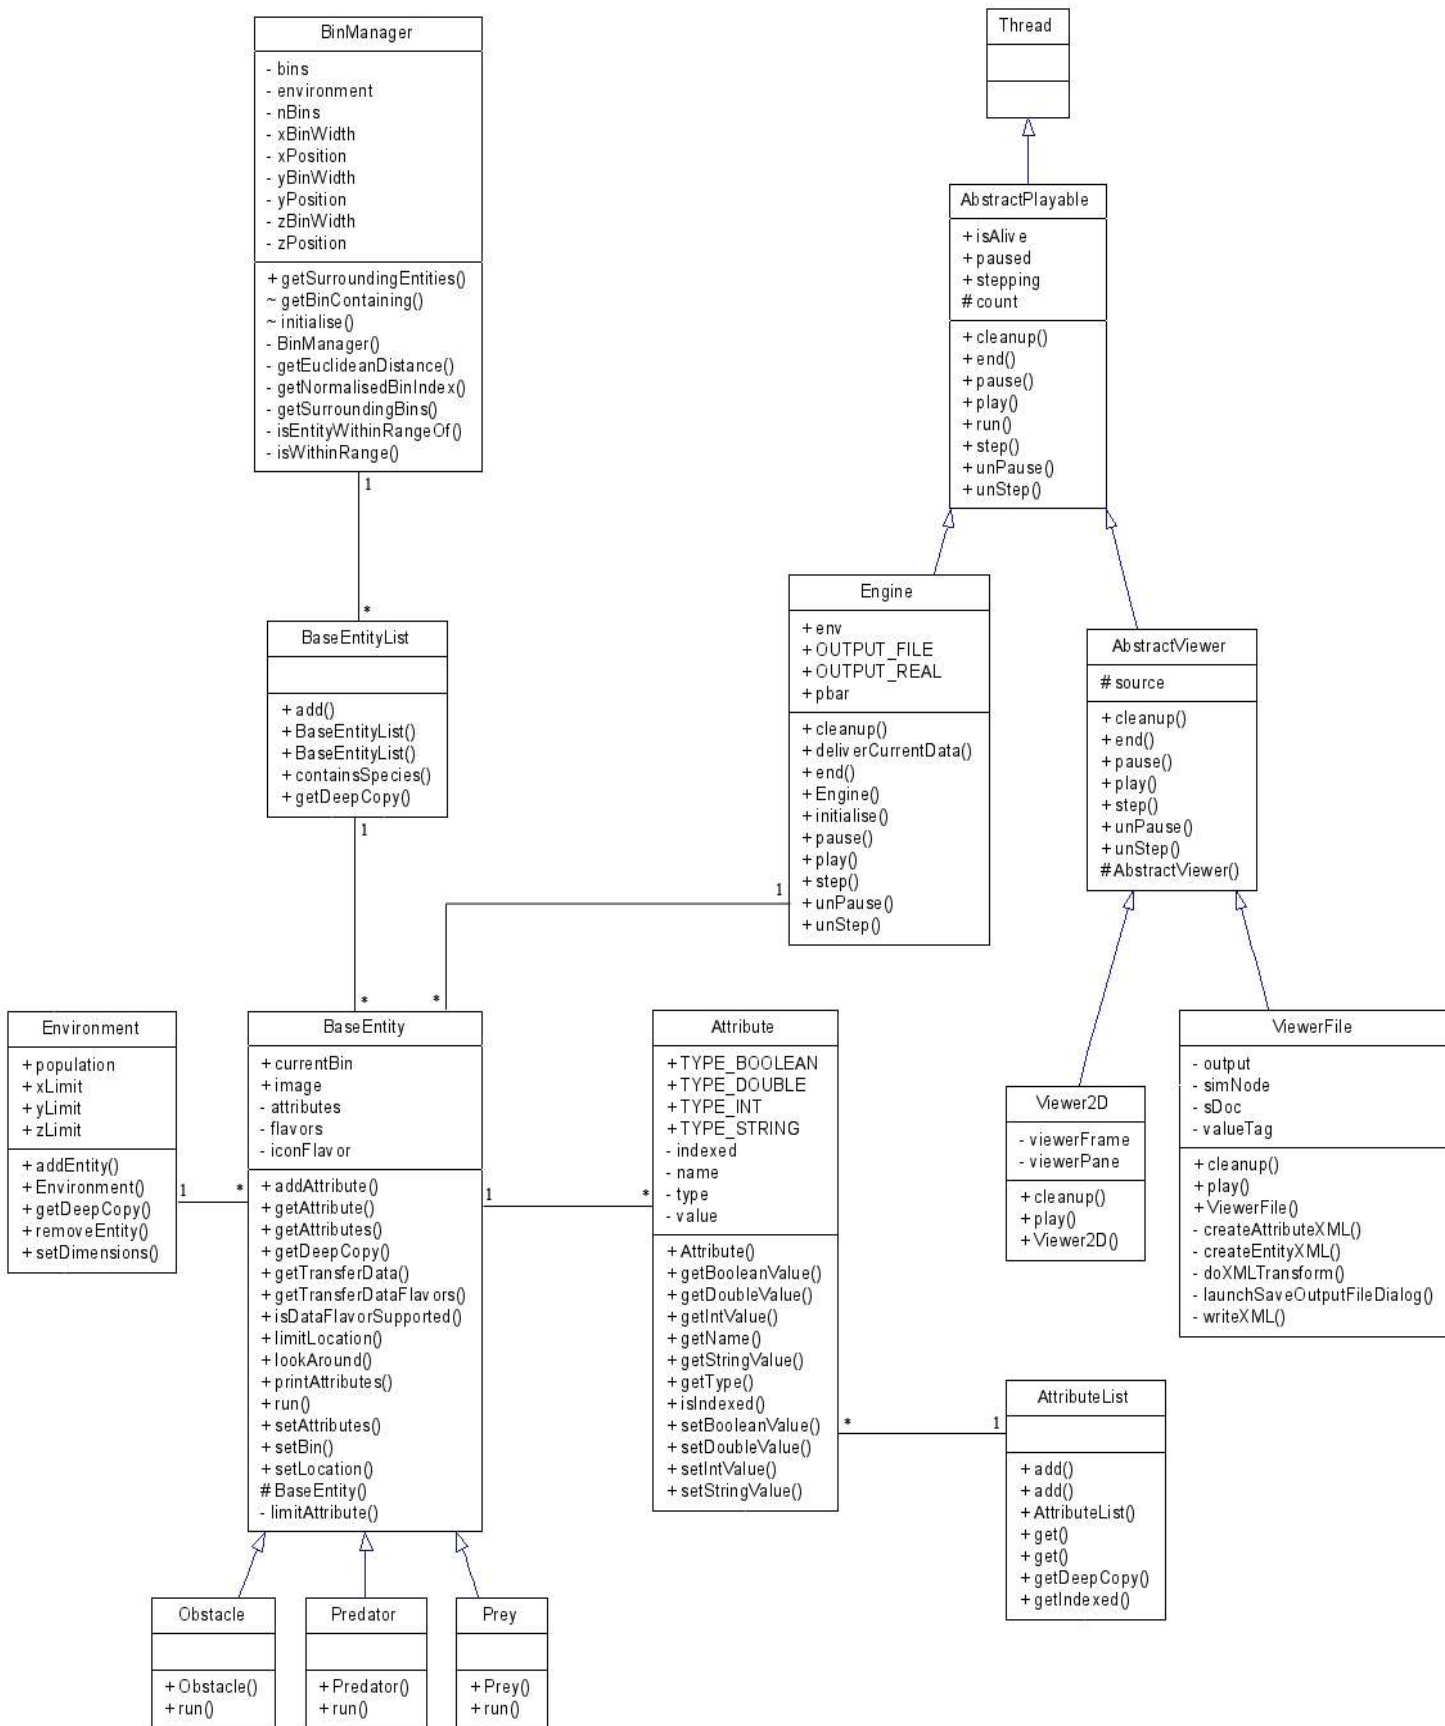 BinManager
- bins
- environment
- nBins
- xBinWidth
- xPosition
- yBinWidth
- yPosition
- zBinWidth
- zPosition
+ getSurroundingEntities()
~ getBinContaining()
~ initialise()
- BinManager()
- getEuclideanDistance()
- getNormalisedBinIndex()
- getSurroundingBins()
- isEntityWithinRangeOf()
- isWithinRange()
1
*
BaseEntityList
+ add()
+ BaseEntityList()
+ BaseEntityList()
+ containsSpecies()
+ getDeepCopy()
1
*
Thread
AbstractPlayable
+ isAlive
+ paused
+ stepping
# count
+ cleanup()
+ end()
+ pause()
+ play()
+ run()
+ step()
+ unPause()
+ unStep()
Engine
+ env
+ OUTPUT_FILE
+ OUTPUT_REAL
+ pbar
+ cleanup()
+ deliverCurrentData()
+ end()
+ Engine()
+ initialise()
+ pause()
+ play()
+ step()
+ unPause()
+ unStep()
1
*
AbstractViewer
# source
+ cleanup()
+ end()
+ pause()
+ play()
+ step()
+ unPause()
+ unStep()
# AbstractViewer()
Environment
+ population
+ xLimit
+ yLimit
+ zLimit
+ addEntity()
+ Environment()
+ getDeepCopy()
+ removeEntity()
+ setDimensions()
1
*
BaseEntity
+ currentBin
+ image
- attributes
- flavors
- iconFlavor
+ addAttribute()
+ getAttribute()
+ getAttributes()
+ getDeepCopy()
+ getTransferData()
+ getTransferDataFlavors()
+ isDataFlavorSupported()
+ limitLocation()
+ lookAround()
+ printAttributes()
+ run()
+ setAttributes()
+ setBin()
+ setLocation()
# BaseEntity()
- limitAttribute()
1
*
Attribute
+ TYPE_BOOLEAN
+ TYPE_DOUBLE
+ TYPE_INT
+ TYPE_STRING
- indexed
- name
- type
- value
+ Attribute()
+ getBooleanValue()
+ getDoubleValue()
+ getIntValue()
+ getName()
+ getStringValue()
+ getType()
+ isIndexed()
+ setBooleanValue()
+ setDoubleValue()
+ setIntValue()
+ setStringValue()
*
1
Viewer2D
- viewerFrame
- viewerPane
+ cleanup()
+ play()
+ Viewer2D()
ViewerFile
- output
- simNode
- sDoc
- valueTag
+ cleanup()
+ play()
+ ViewerFile()
- createAttributeXML()
- createEntityXML()
- doXMLTransform()
- launchSaveOutputFileDialog()
- writeXML()
AttributeList
+ add()
+ add()
+ AttributeList()
+ get()
+ get()
+ getDeepCopy()
+ getIndexed()
Obstacle
+ Obstacle()
+ run()
Predator
+ Predator()
+ run()
Prey
+ Prey()
+ run()